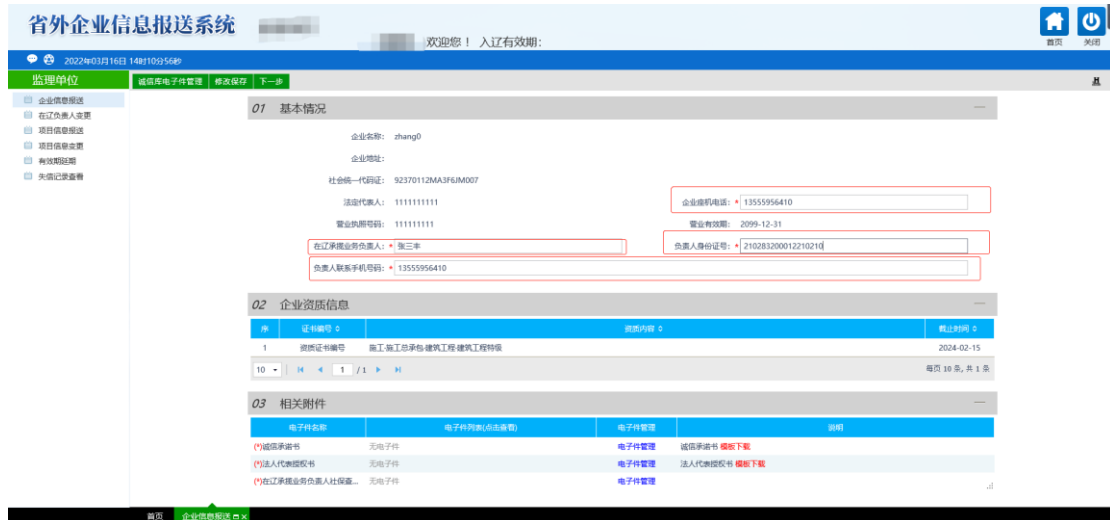 省外企业信息报送系统
欢迎您！ 入辽有效期：
首页 关闭
2022年03月16日 14时10分56秒
监理单位
诚信库电子件管理 修改保存 下一步
企业信息报送
在辽负责人变更
项目信息报送
项目信息变更
有效期延期
失信记录查看
01 基本情况
企业名称： zhang0
企业地址：
社会统一代码证： 92370112MA3F6JM007
法定代表人： 1111111111 企业座机电话： * 13555956410
营业执照号码： 111111111 营业有效期： 2099-12-31
在辽承揽业务负责人： * 张三丰 负责人身份证号： * 210283200012210210
负责人联系手机号码： * 13555956410
02 企业资质信息
序 证书编号 资质内容 截止时间
1 资质证书编号 施工-施工总承包-建筑工程-建筑工程特级 2024-02-15
10 1 /1 每页 10 条, 共 1 条
03 相关附件
电子件名称 电子件列表(点击查看) 电子件管理 说明
(*)诚信承诺书 无电子件 电子件管理 诚信承诺书 模板下载
(*)法人代表授权书 无电子件 电子件管理 法人代表授权书 模板下载
(*)在辽承揽业务负责人社保查... 无电子件 电子件管理
首页 企业信息报送